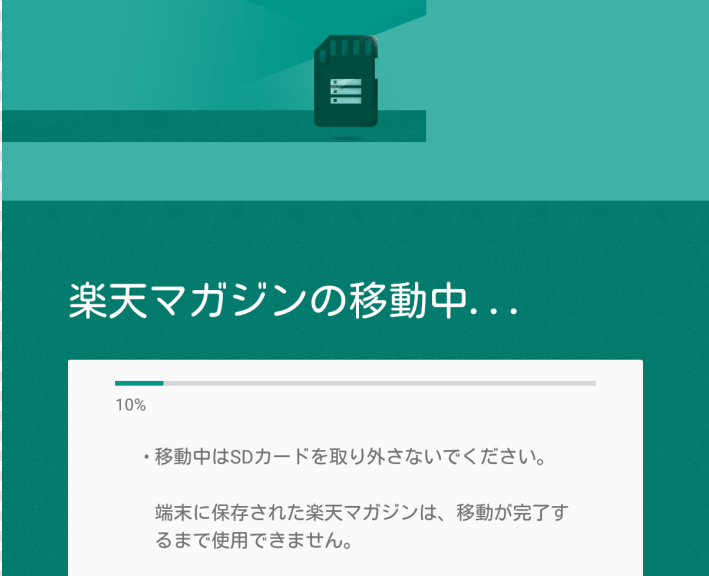 楽天マガジンの移動中...
10%
・移動中はSDカードを取り外さないでください。
端末に保存された楽天マガジンは、移動が完了す
るまで使用できません。